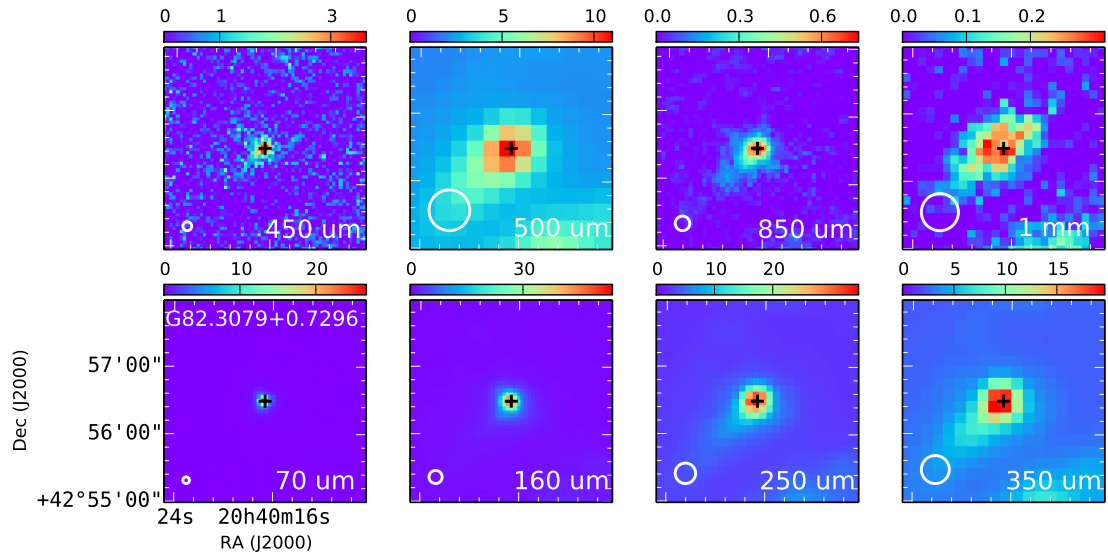 0 1 2 3
0 5 10
0.0 0.3 0.6
0.0 0.1 0.2
450 um
500 um
850 um
1 mm
0 10 20
0 30
0 10 20
0 5 10 15
G82.3079+0.7296
70 um
160 um
250 um
350 um
57'00"
56'00"
+42°55'00"
Dec (J2000)
24s 20h40m16s
RA (J2000)